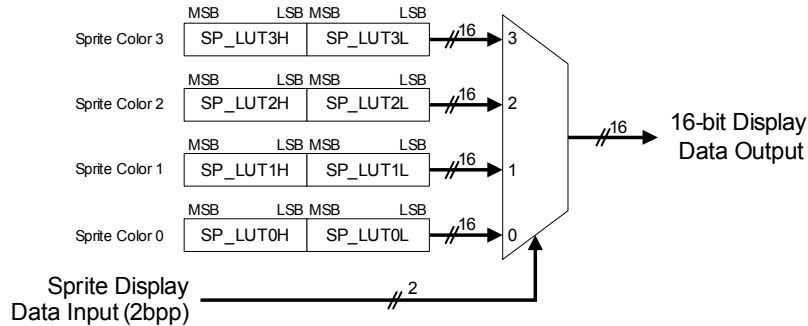 MSB LSB MSB LSB
Sprite Color 3 SP_LUT3H SP_LUT3L 16 3
MSB LSB MSB LSB
Sprite Color 2 SP_LUT2H SP_LUT2L 16 2
16 16-bit Display
Data Output
MSB LSB MSB LSB
Sprite Color 1 SP_LUT1H SP_LUT1L 16 1
MSB LSB MSB LSB
Sprite Color 0 SP_LUT0H SP_LUT0L 16 0
Sprite Display 2
Data Input (2bpp)